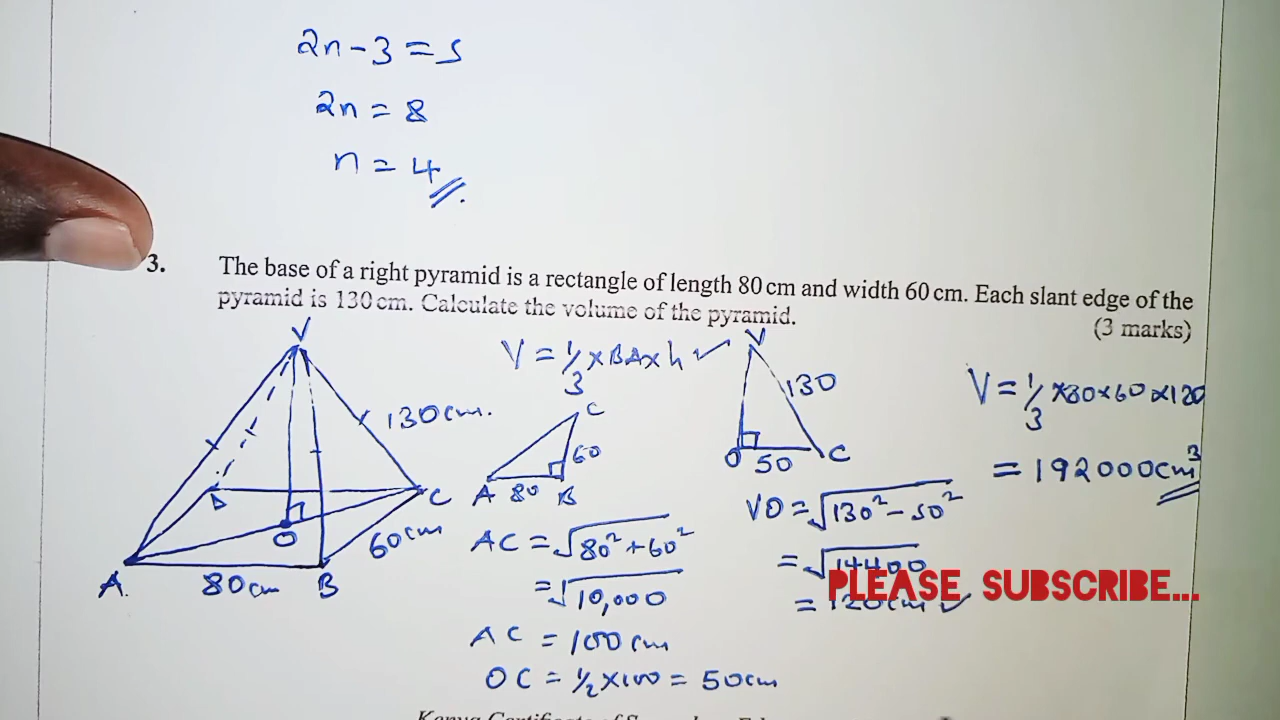 2n - 3 = 5
2n = 8
n = 4
3. The base of a right pyramid is a rectangle of length 80 cm and width 60 cm. Each slant edge of the
pyramid is 130 cm. Calculate the volume of the pyramid.
(3 marks)
V
130cm.
D
C
O
60cm
A.
80cm
B
V = 1/3 × BA × h ✓
C
60
A 80 B
AC = √80² + 60²
= √10,000
AC = 100 cm
OC = 1/2 × 100 = 50cm
V
130
O 50 C
VO = √130² - 50²
= √14400
= 120cm ✓
V = 1/3 × 80 × 60 × 120
= 192000cm³
PLEASE SUBSCRIBE...